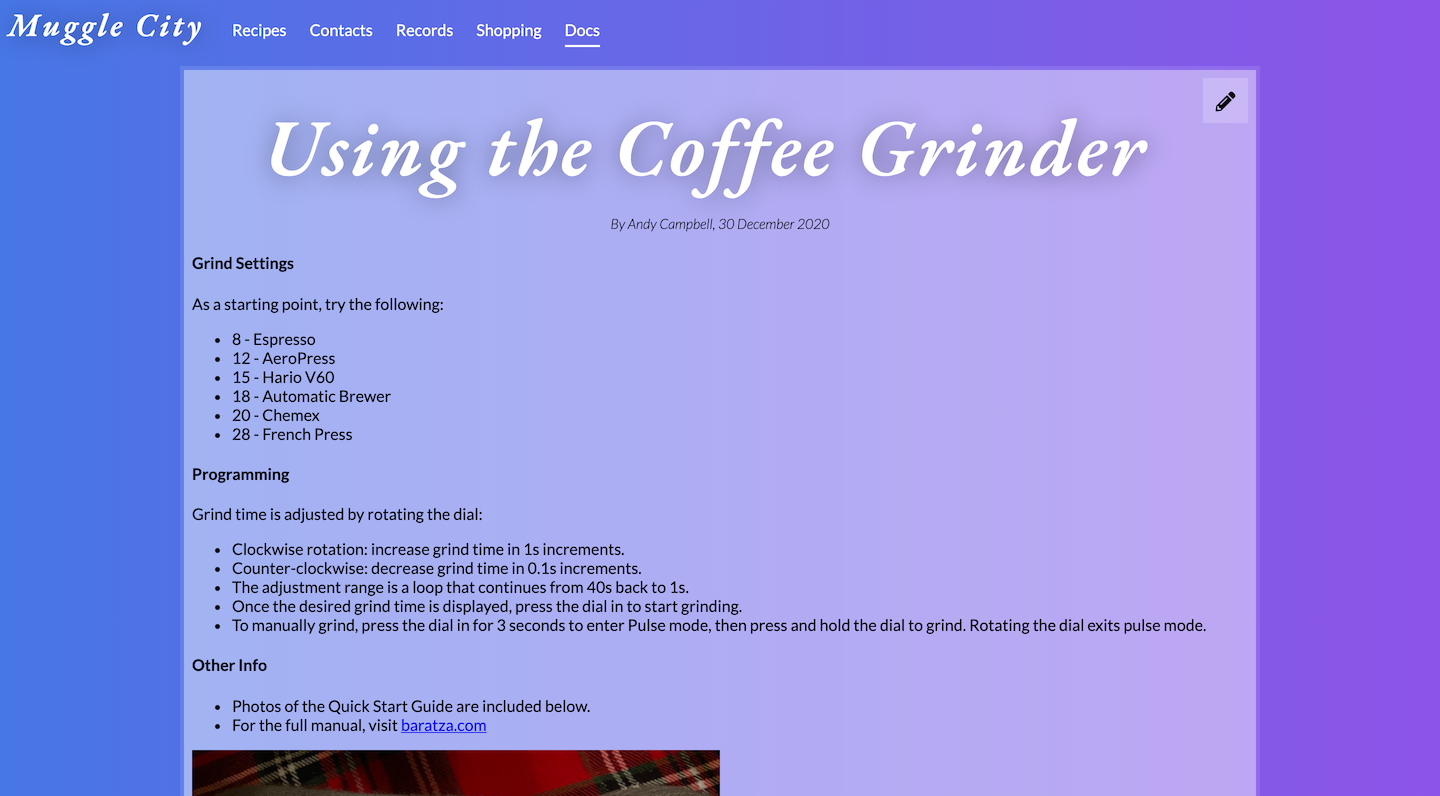 Muggle City
Recipes Contacts Records Shopping Docs
Using the Coffee Grinder
By Andy Campbell, 30 December 2020
Grind Settings
As a starting point, try the following:
• 8 - Espresso
• 12 - AeroPress
• 15 - Hario V60
• 18 - Automatic Brewer
• 20 - Chemex
• 28 - French Press
Programming
Grind time is adjusted by rotating the dial:
• Clockwise rotation: increase grind time in 1s increments.
• Counter-clockwise: decrease grind time in 0.1s increments.
• The adjustment range is a loop that continues from 40s back to 1s.
• Once the desired grind time is displayed, press the dial in to start grinding.
• To manually grind, press the dial in for 3 seconds to enter Pulse mode, then press and hold the dial to grind. Rotating the dial exits pulse mode.
Other Info
• Photos of the Quick Start Guide are included below.
• For the full manual, visit baratza.com